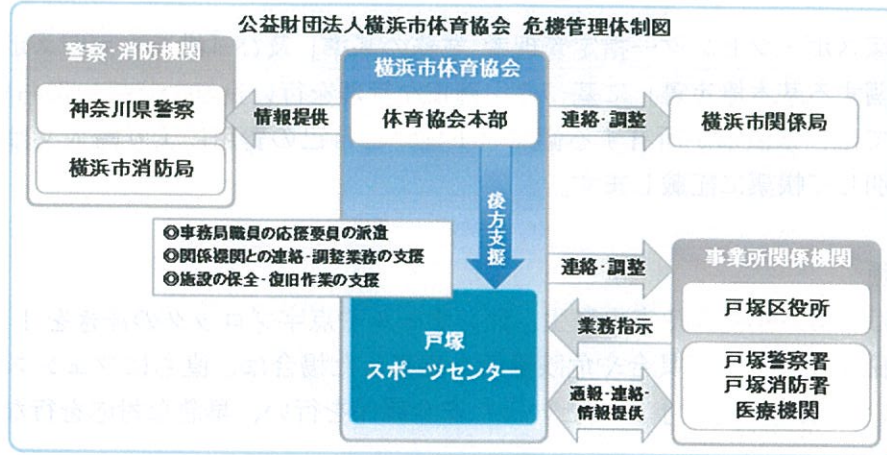 公益財団法人横浜市体育協会 危機管理体制図
警察・消防機関
神奈川県警察
横浜市消防局
情報提供
横浜市体育協会
体育協会本部
連絡・調整
横浜市関係局
後方支援
◎事務局職員の応援要員の派遣
◎関係機関との連絡・調整業務の支援
◎施設の保全・復旧作業の支援
戸塚
スポーツセンター
連絡・調整
業務指示
通報・連絡・
情報提供
事業所関係機関
戸塚区役所
戸塚警察署
戸塚消防署
医療機関